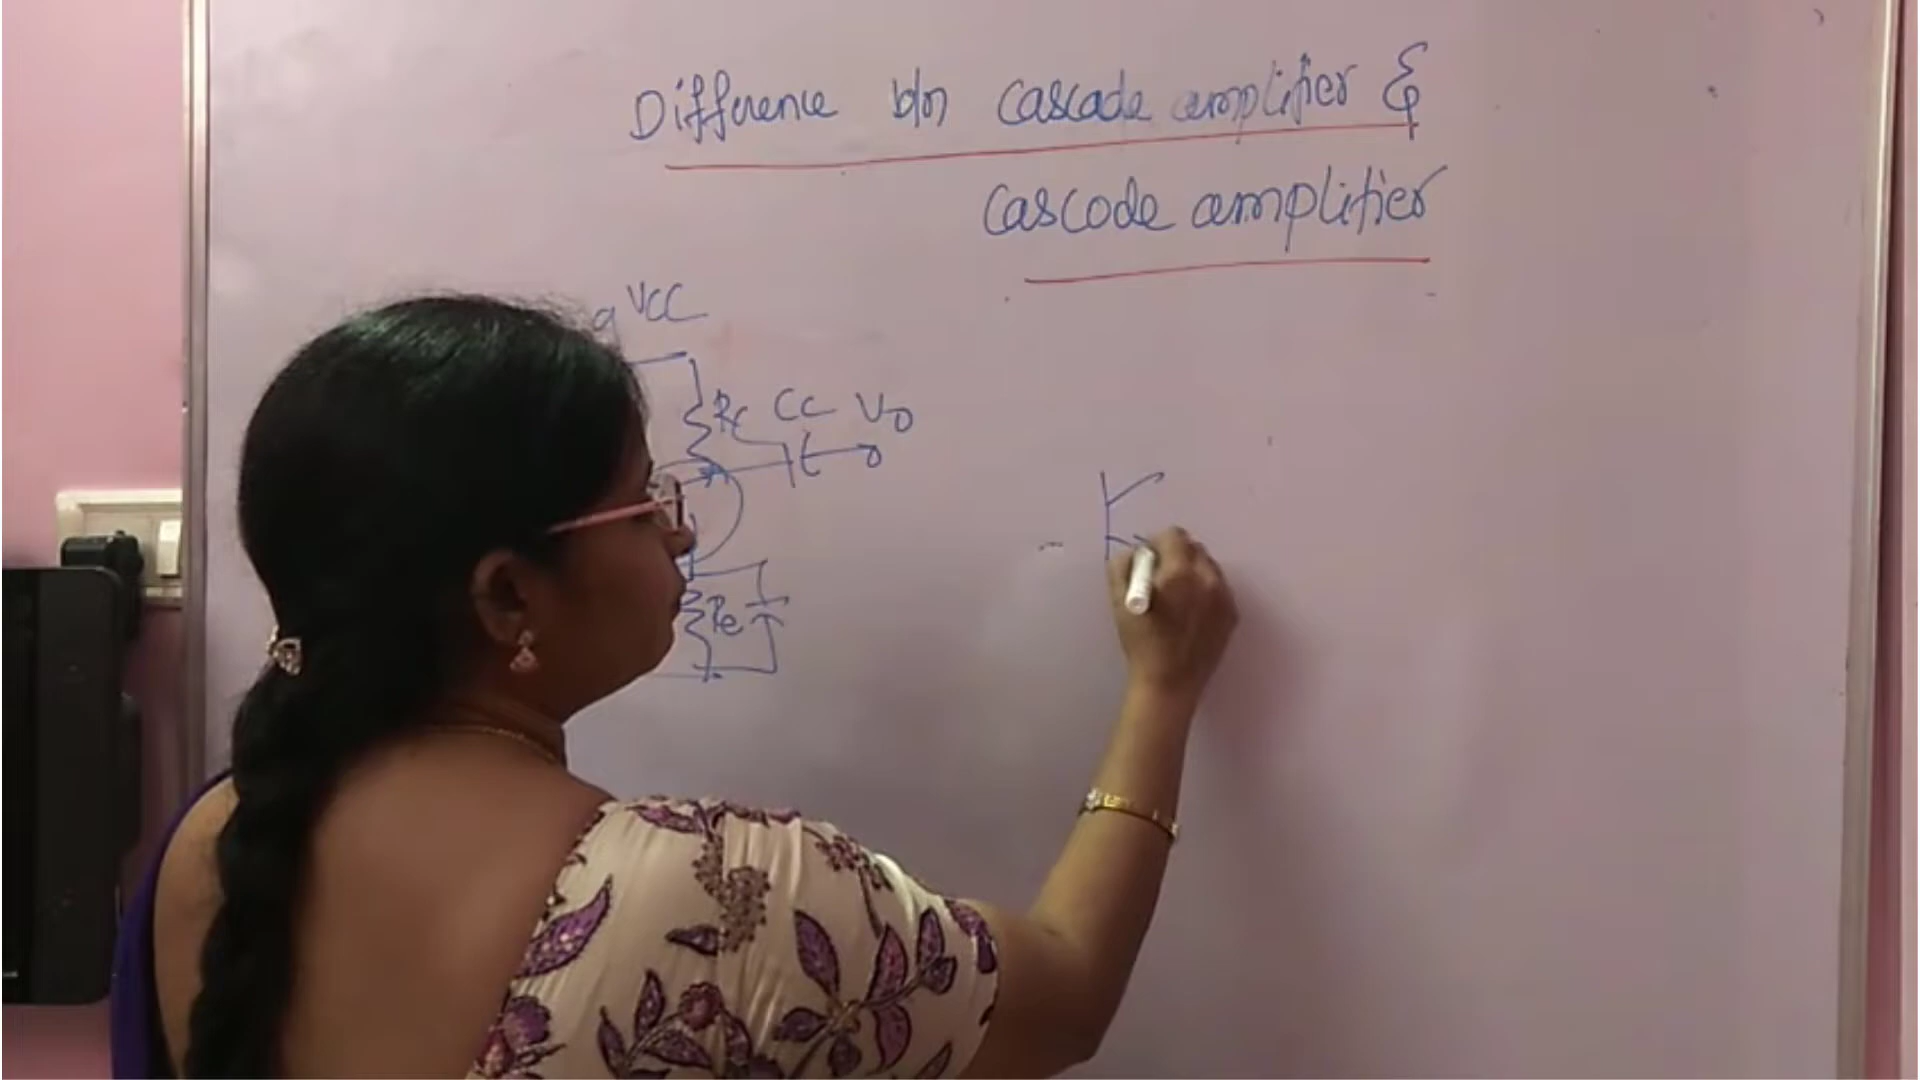 Difference b/n cascade amplifier &
cascode amplifier
VCC
Rc CC Vo
Re